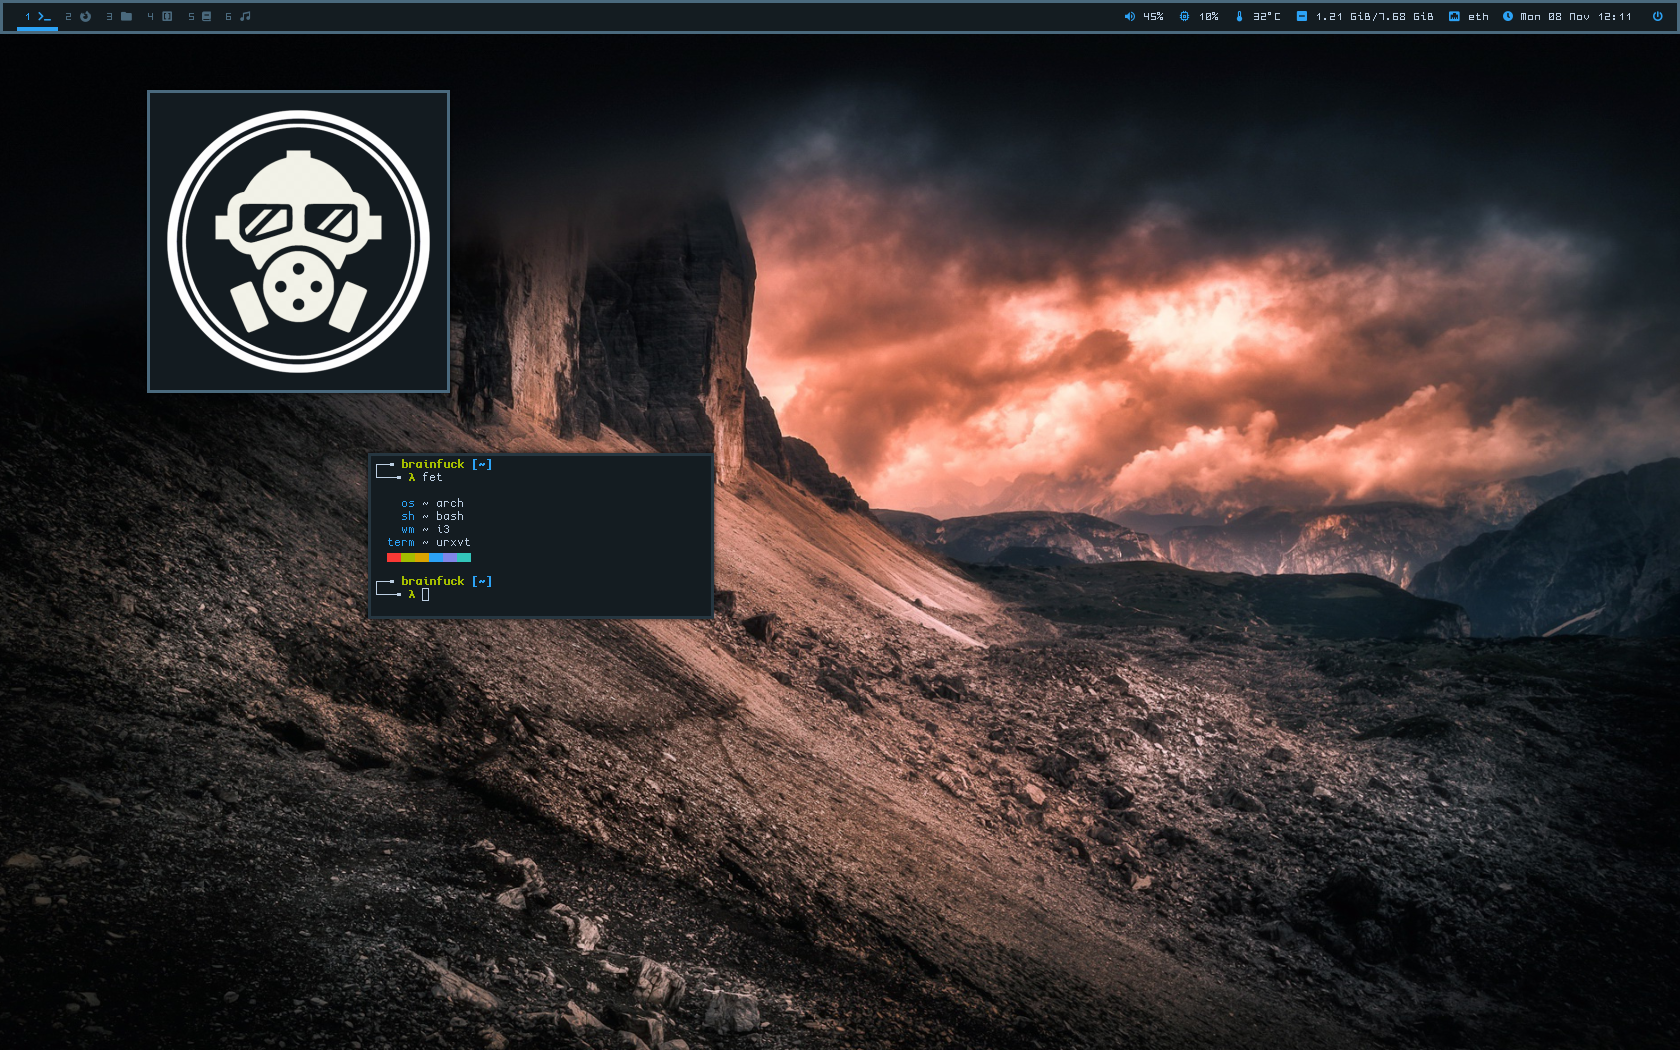 1 2 3 4 5 6 45% 10% 32°C 1.21 GiB/7.68 GiB eth Mon 08 Nov 12:11
brainfuck [~]
λ fet
os ~ arch
sh ~ bash
wm ~ i3
term ~ urxvt
brainfuck [~]
λ